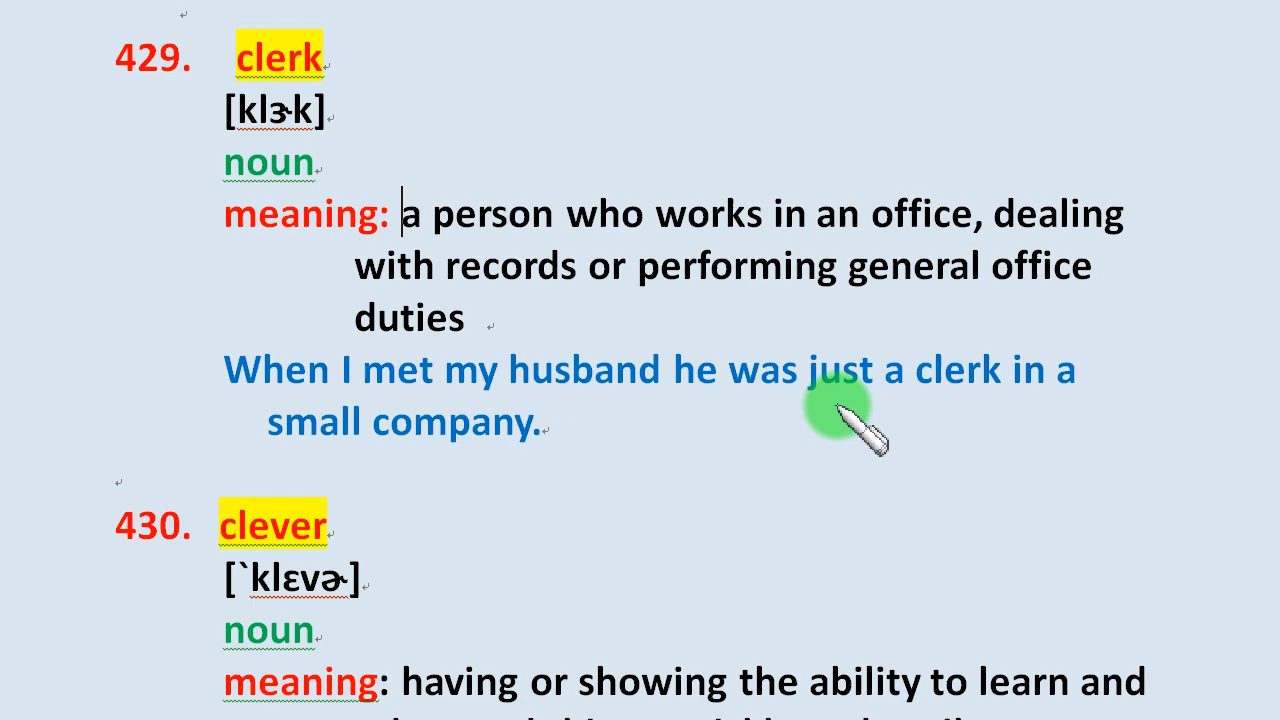 429. clerk
[klɝk]
noun
meaning: a person who works in an office, dealing
with records or performing general office
duties
When I met my husband he was just a clerk in a
small company.
430. clever
[ˋklɛvɚ]
noun
meaning: having or showing the ability to learn and